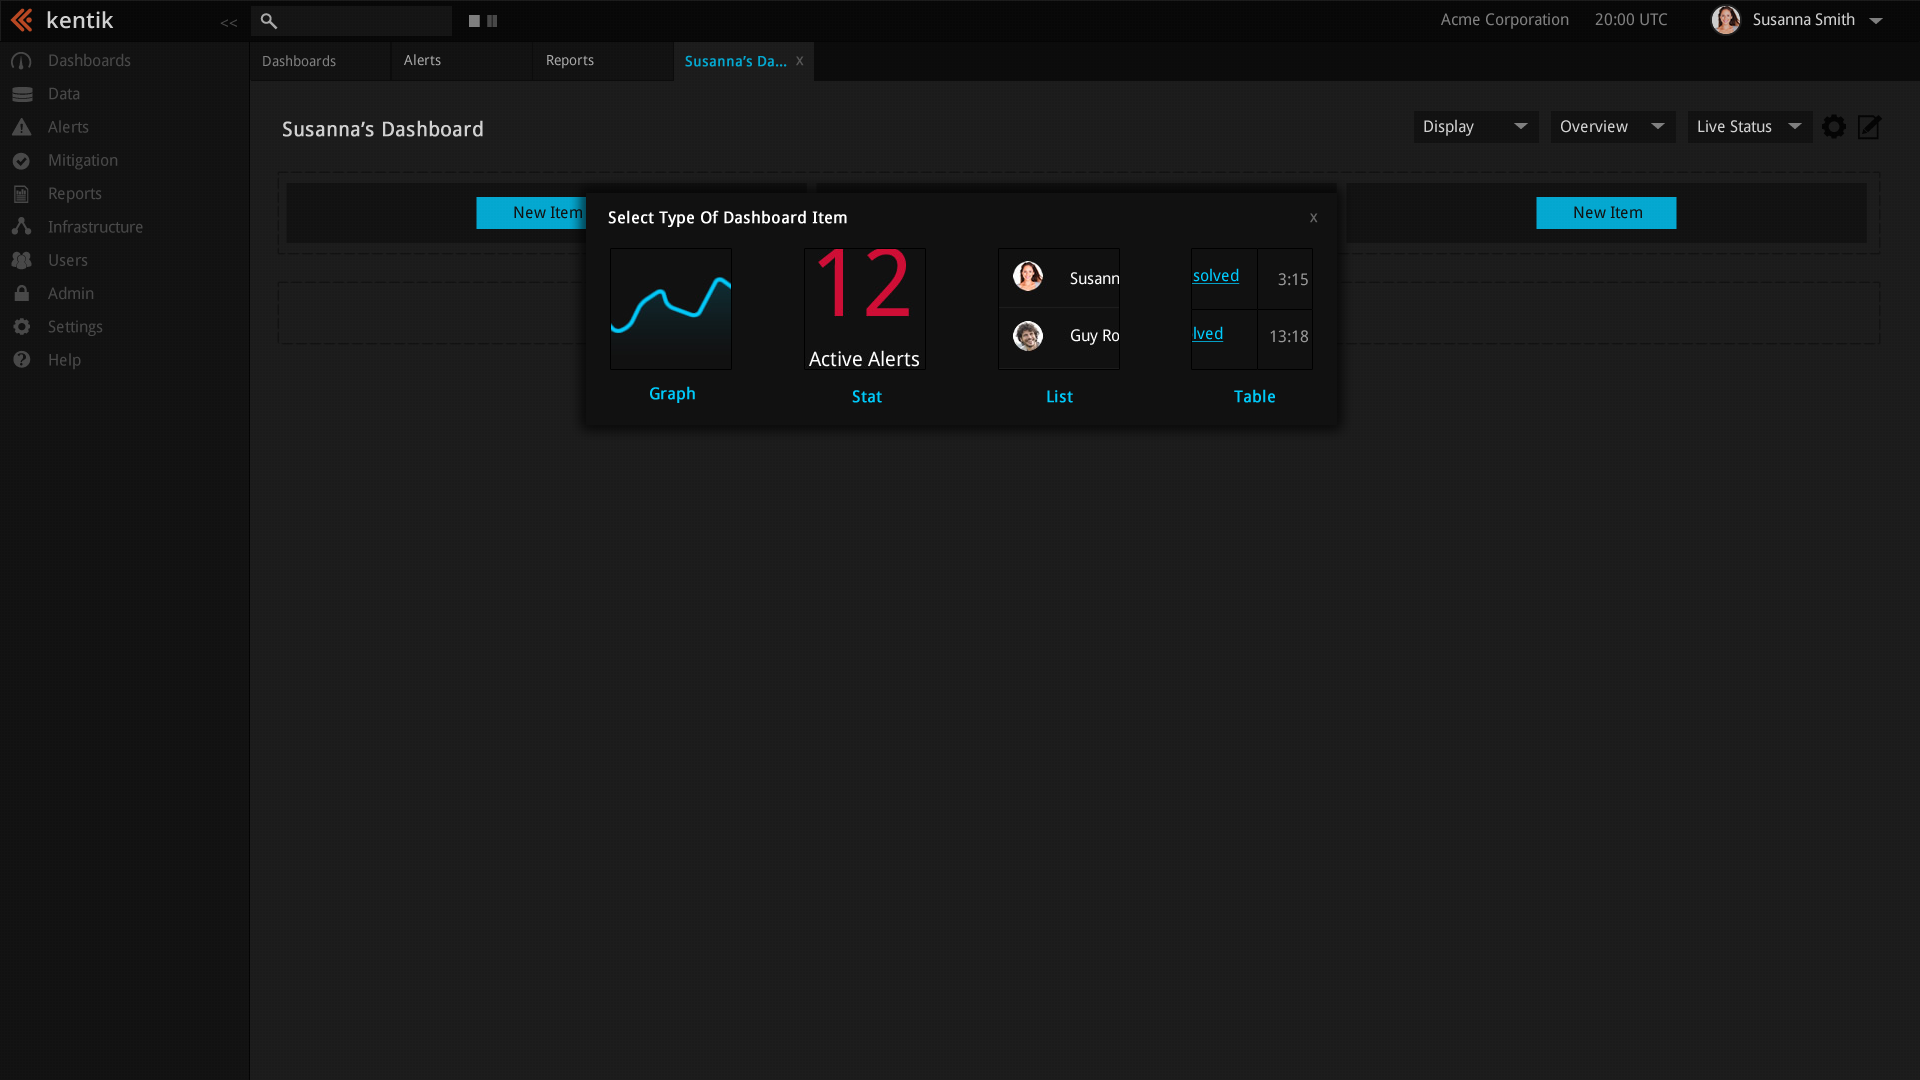 kentik
<<
Acme Corporation
20:00 UTC
Susanna Smith
Dashboards
Data
Alerts
Mitigation
Reports
Infrastructure
Users
Admin
Settings
Help
Dashboards
Alerts
Reports
Susanna’s Da...
x
Susanna’s Dashboard
Display
Overview
Live Status
New Item
New Item
Select Type Of Dashboard Item
x
12
Active Alerts
Susann
Guy Ro
solved
3:15
lved
13:18
Graph
Stat
List
Table